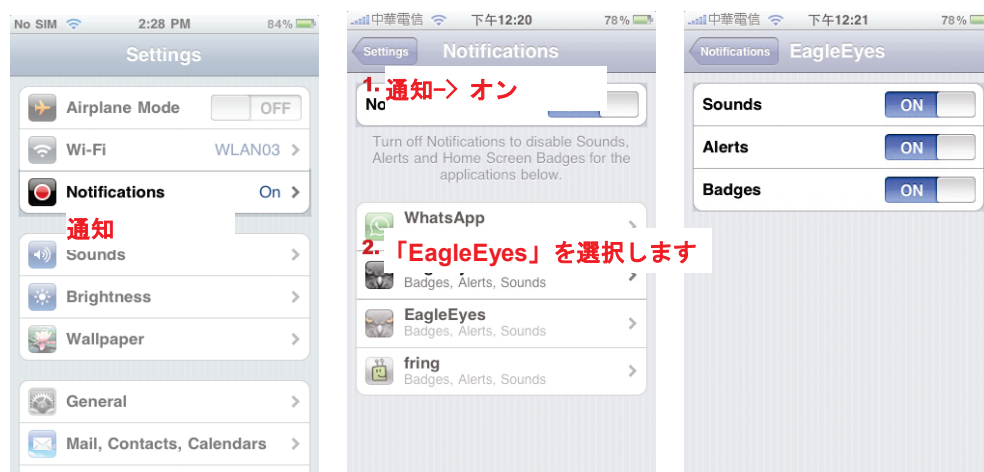 No SIM 2:28 PM 84%
Settings
Airplane Mode OFF
Wi-Fi WLAN03
Notifications On
通知
Sounds
Brightness
Wallpaper
General
Mail, Contacts, Calendars
中華電信 下午12:20 78%
Settings Notifications
1. 通知-> オン
No
Turn off Notifications to disable Sounds,
Alerts and Home Screen Badges for the
applications below.
WhatsApp
2. 「EagleEyes」を選択します
Badges, Alerts, Sounds
EagleEyes
Badges, Alerts, Sounds
fring
Badges, Alerts, Sounds
中華電信 下午12:21 78%
Notifications EagleEyes
Sounds ON
Alerts ON
Badges ON